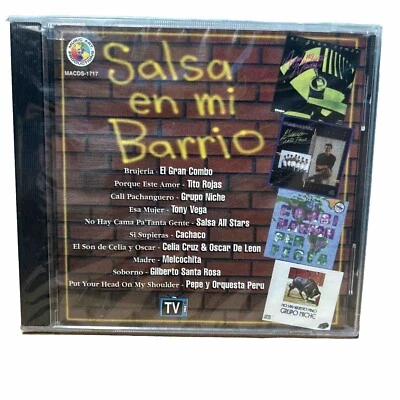 MACDS-1717
Salsa
en mi
Barrio
Brujeria - El Gran Combo
Porque Este Amor - Tito Rojas
Cali Pachanguero - Grupo Niche
Esa Mujer - Tony Vega
No Hay Cama Pa'Tanta Gente - Salsa All Stars
Si Supieras - Cachaco
El Son de Celia y Oscar - Celia Cruz & Oscar De Leon
Madre - Melcochita
Soborno - Gilberto Santa Rosa
Put Your Head On My Shoulder - Pepe y Orquesta Peru
TV
GRUPO NICHE